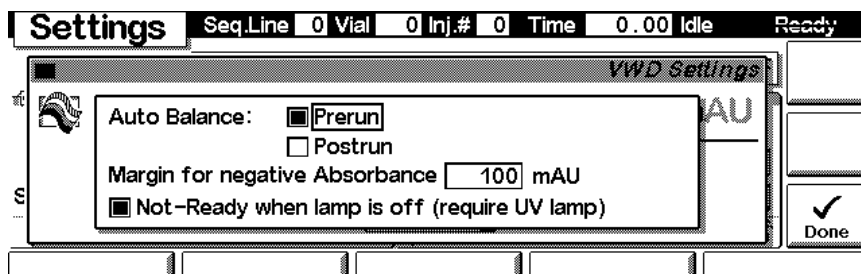 Settings Seq.Line 0 Vial 0 Inj.# 0 Time 0.00 Idle Ready
VWD Settings
AU
Auto Balance: Prerun
Postrun
Margin for negative Absorbance 100 mAU
S
Not-Ready when lamp is off (require UV lamp)
Done